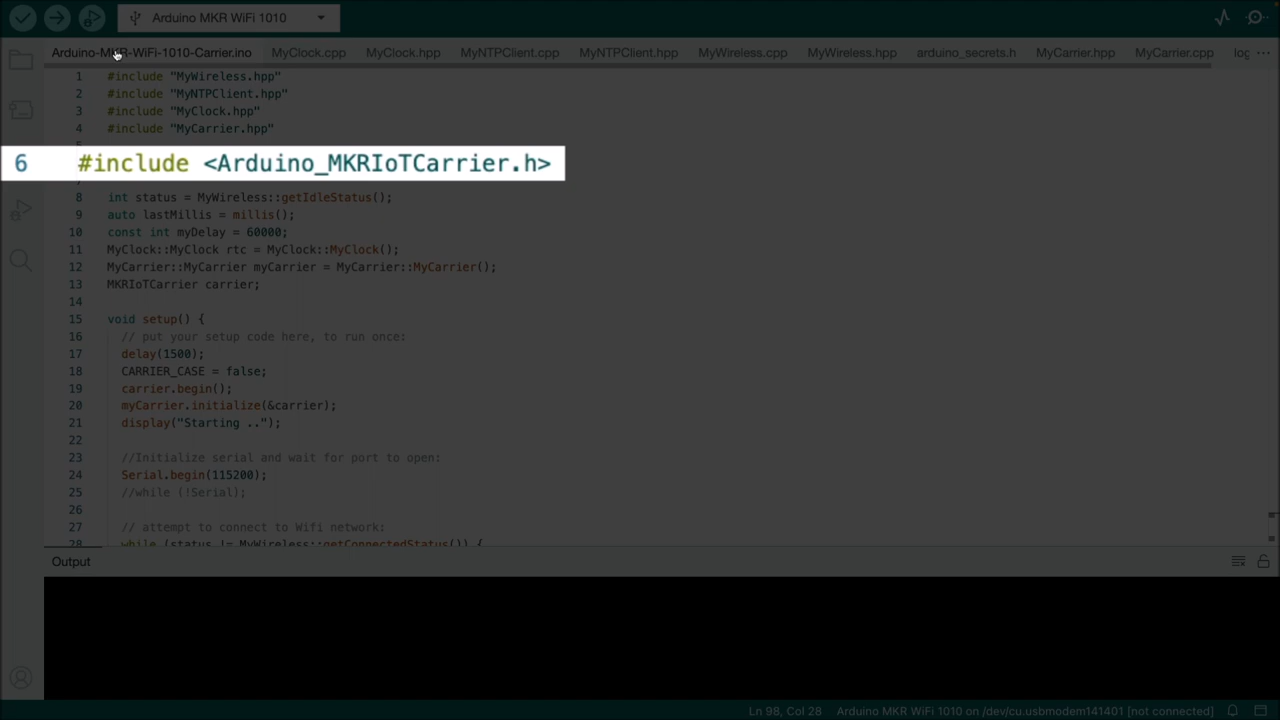 Arduino MKR WiFi 1010
Arduino-MKR-WiFi-1010-Carrier.ino MyClock.cpp MyClock.hpp MyNTPClient.cpp MyNTPClient.hpp MyWireless.cpp MyWireless.hpp arduino_secrets.h MyCarrier.hpp MyCarrier.cpp log ...
1 #include "MyWireless.hpp"
2 #include "MyNTPClient.hpp"
3 #include "MyClock.hpp"
4 #include "MyCarrier.hpp"
6 #include <Arduino_MKRIoTCarrier.h>
8 int status = MyWireless::getIdleStatus();
9 auto lastMillis = millis();
10 const int myDelay = 60000;
11 MyClock::MyClock rtc = MyClock::MyClock();
12 MyCarrier::MyCarrier myCarrier = MyCarrier::MyCarrier();
13 MKRIoTCarrier carrier;
14
15 void setup() {
16 // put your setup code here, to run once:
17 delay(1500);
18 CARRIER_CASE = false;
19 carrier.begin();
20 myCarrier.initialize(&carrier);
21 display("Starting ..");
22
23 //Initialize serial and wait for port to open:
24 Serial.begin(115200);
25 //while (!Serial);
26
27 // attempt to connect to Wifi network:
28 while (status != MyWireless::getConnectedStatus()) {
Output
Ln 98, Col 28 Arduino MKR WiFi 1010 on /dev/cu.usbmodem141401 [not connected]